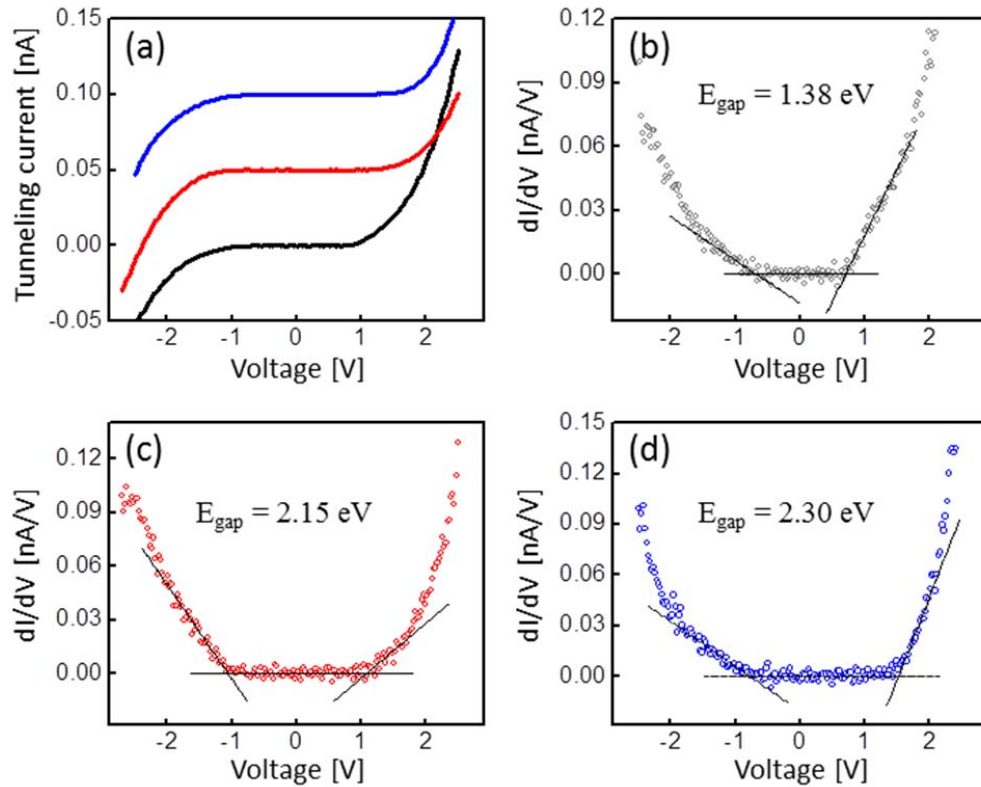 (a)
Tunneling current [nA]
0.15
0.10
0.05
0.00
-0.05
-2 -1 0 1 2
Voltage [V]
(b)
E_gap = 1.38 eV
dI/dV [nA/V]
0.12
0.09
0.06
0.03
0.00
-2 -1 0 1 2
Voltage [V]
(c)
E_gap = 2.15 eV
dI/dV [nA/V]
0.12
0.09
0.06
0.03
0.00
-2 -1 0 1 2
Voltage [V]
(d)
E_gap = 2.30 eV
dI/dV [nA/V]
0.15
0.12
0.09
0.06
0.03
0.00
-2 -1 0 1 2
Voltage [V]